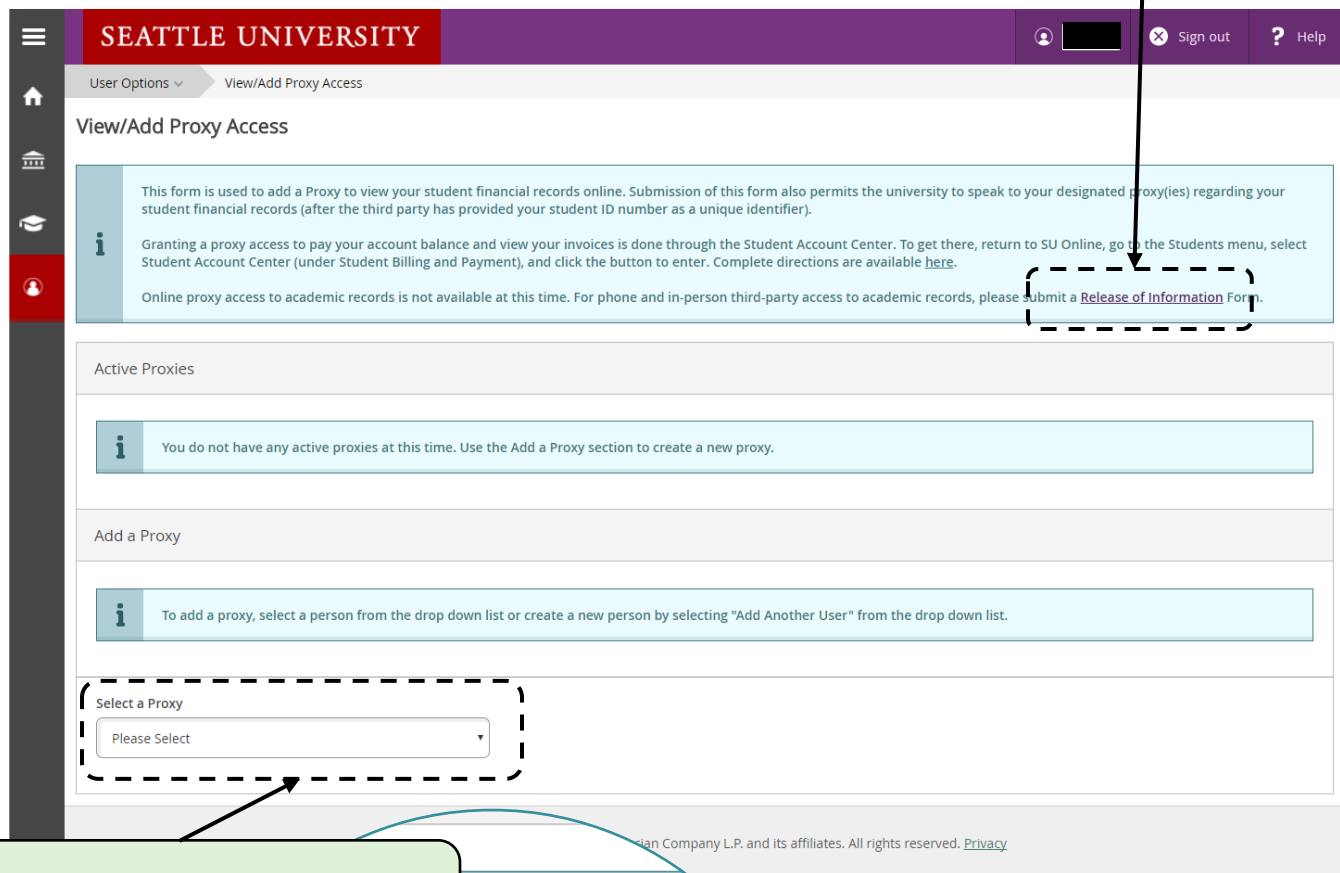 SEATTLE UNIVERSITY
Sign out
? Help
User Options
View/Add Proxy Access
View/Add Proxy Access
This form is used to add a Proxy to view your student financial records online. Submission of this form also permits the university to speak to your designated proxy(ies) regarding your
student financial records (after the third party has provided your student ID number as a unique identifier).
Granting a proxy access to pay your account balance and view your invoices is done through the Student Account Center. To get there, return to SU Online, go to the Students menu, select
Student Account Center (under Student Billing and Payment), and click the button to enter. Complete directions are available here.
Online proxy access to academic records is not available at this time. For phone and in-person third-party access to academic records, please submit a Release of Information Form.
Active Proxies
You do not have any active proxies at this time. Use the Add a Proxy section to create a new proxy.
Add a Proxy
To add a proxy, select a person from the drop down list or create a new person by selecting "Add Another User" from the drop down list.
Select a Proxy
Please Select
Company L.P. and its affiliates. All rights reserved. Privacy